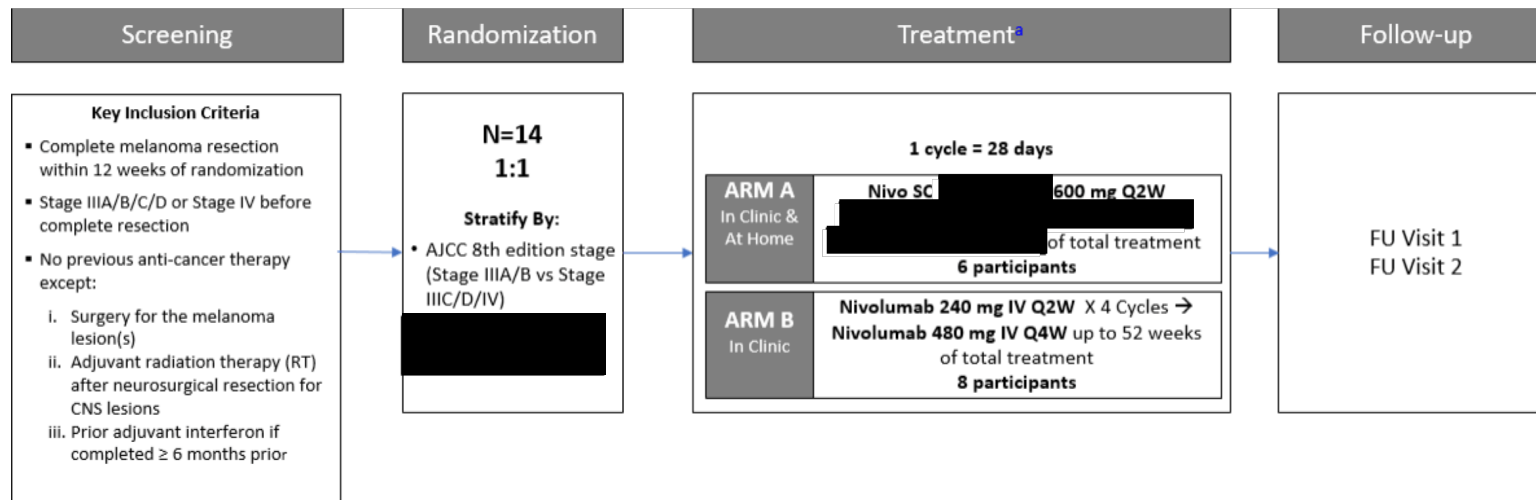 Screening
Randomization
Treatmentª
Follow-up
Key Inclusion Criteria
▪ Complete melanoma resection
within 12 weeks of randomization
▪ Stage IIIA/B/C/D or Stage IV before
complete resection
▪ No previous anti-cancer therapy
except:
i. Surgery for the melanoma
lesion(s)
ii. Adjuvant radiation therapy (RT)
after neurosurgical resection for
CNS lesions
iii. Prior adjuvant interferon if
completed ≥ 6 months prior
N=14
1:1
Stratify By:
• AJCC 8th edition stage
(Stage IIIA/B vs Stage
IIIC/D/IV)
1 cycle = 28 days
ARM A
In Clinic &
At Home
Nivo SC 600 mg Q2W
of total treatment
6 participants
ARM B
In Clinic
Nivolumab 240 mg IV Q2W X 4 Cycles →
Nivolumab 480 mg IV Q4W up to 52 weeks
of total treatment
8 participants
FU Visit 1
FU Visit 2